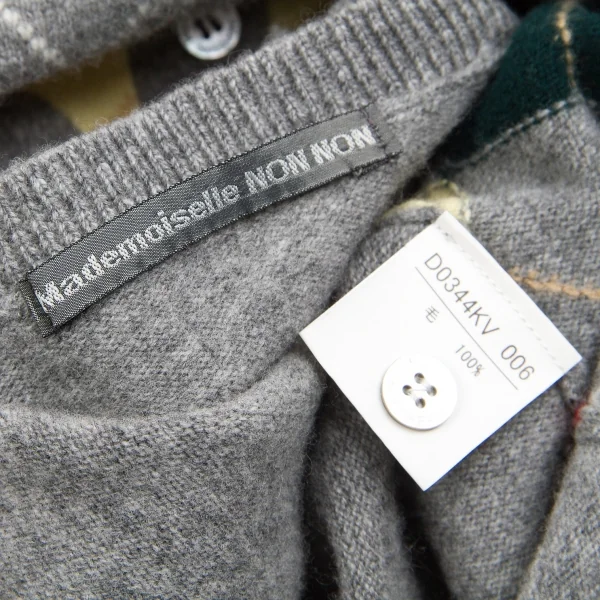 Mademoiselle NON NON
D0344KV 006
毛 100%